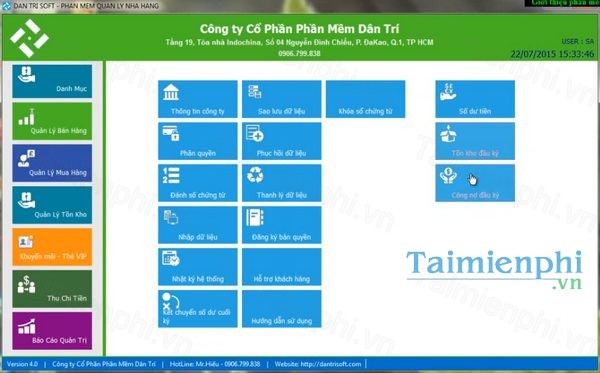 DAN TRI SOFT - PHAN MEM QUAN LY NHA HANG
Giới thiệu phần mề
Công ty Cổ Phần Phần Mềm Dân Trí
Tầng 19, Tòa nhà Indochina, Số 04 Nguyễn Đình Chiểu, P. ĐaKao, Q.1, TP HCM
0906.799.838
USER : SA
22/07/2015 15:33:46
Danh Mục
Quản Lý Bán Hàng
Quản Lý Mua Hàng
Quản Lý Tồn Kho
Khuyến mãi - Thẻ VIP
Thu Chi Tiền
Báo Cáo Quản Trị
Thông tin công ty
Sao lưu dữ liệu
Khóa sổ chứng từ
Số dư tiền
Phân quyền
Phục hồi dữ liệu
Tồn kho đầu kỳ
Đánh số chứng từ
Thanh lý dữ liệu
Công nợ đầu kỳ
Nhập dữ liệu
Đăng ký bản quyền
Nhật ký hệ thống
Hỗ trợ khách hàng
Kết chuyển số dư cuối
kỳ
Hướng dẫn sử dụng
Taimienphi
.vn
Version 4.0 | Công ty Cổ Phần Phần Mềm Dân Trí | HotLine: Mr.Hiếu - 0906.799.838 | Website: http://dantrisoft.com